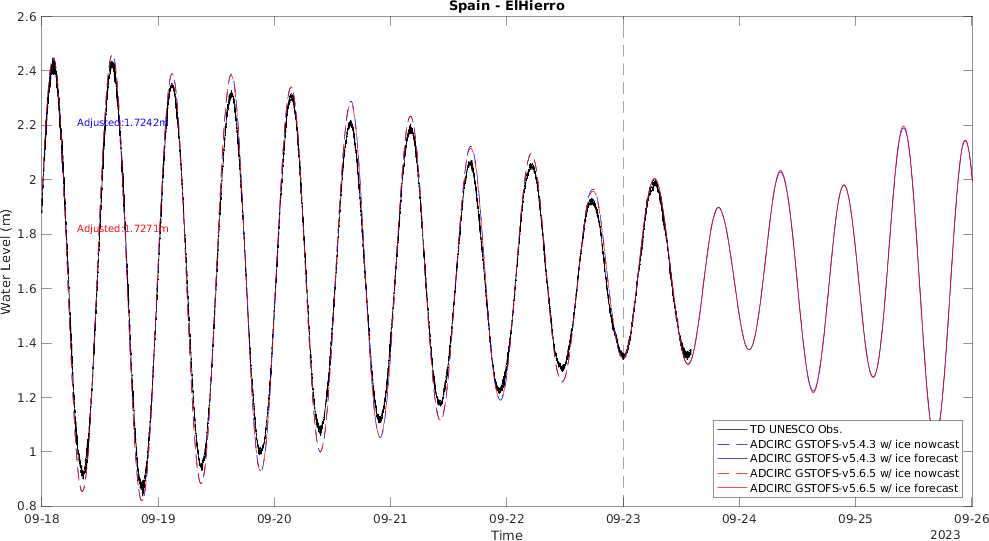 Spain - ElHierro
2.6
2.4
2.2
2
1.8
1.6
1.4
1.2
1
0.8
Water Level (m)
Adjusted:1.7242m
Adjusted:1.7271m
TD UNESCO Obs.
ADCIRC GSTOFS-v5.4.3 w/ ice nowcast
ADCIRC GSTOFS-v5.4.3 w/ ice forecast
ADCIRC GSTOFS-v5.6.5 w/ ice nowcast
ADCIRC GSTOFS-v5.6.5 w/ ice forecast
09-18 09-19 09-20 09-21 09-22 09-23 09-24 09-25 09-26
Time
2023